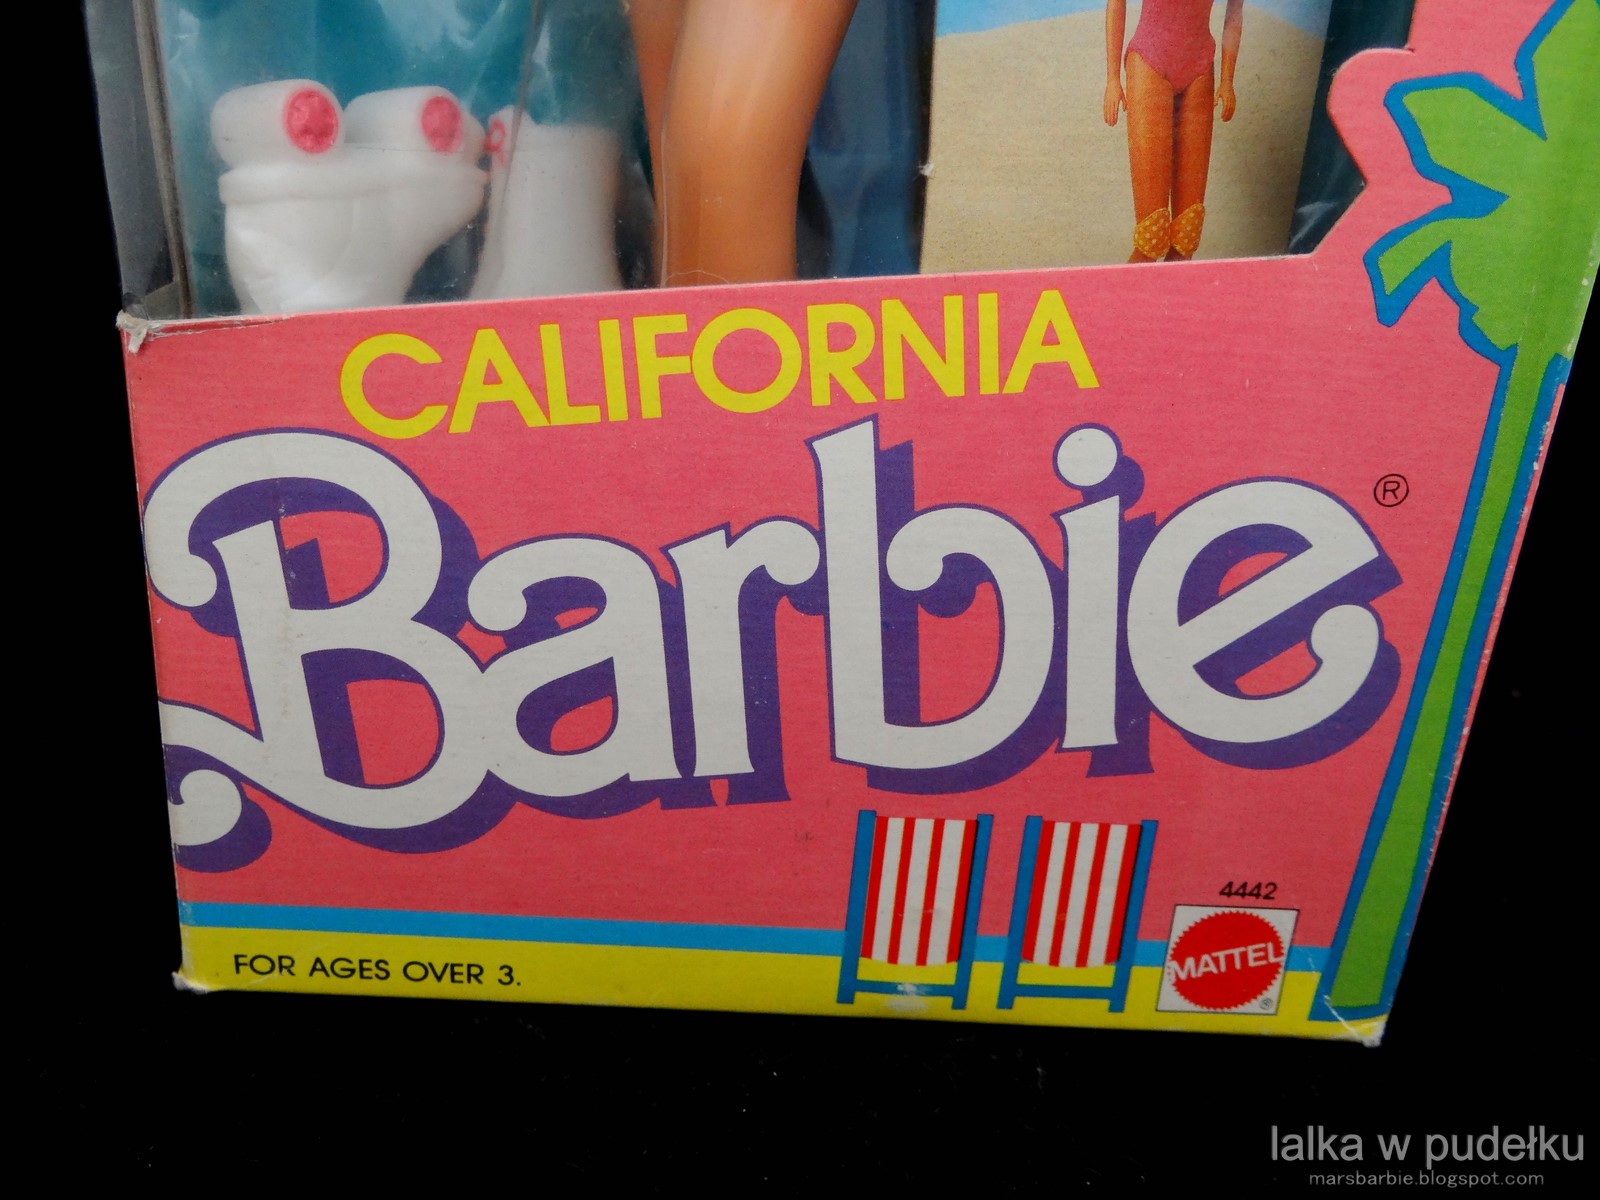 CALIFORNIA
Barbie ®
4442
MATTEL ®
FOR AGES OVER 3.
lalka w pudełku
marsbarbie.blogspot.com